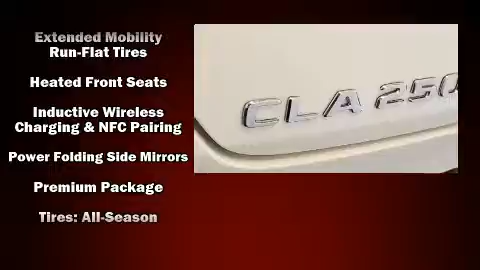 Extended Mobility
Run-Flat Tires
Heated Front Seats
Inductive Wireless
Charging & NFC Pairing
Power Folding Side Mirrors
Premium Package
Tires: All-Season
CLA 250